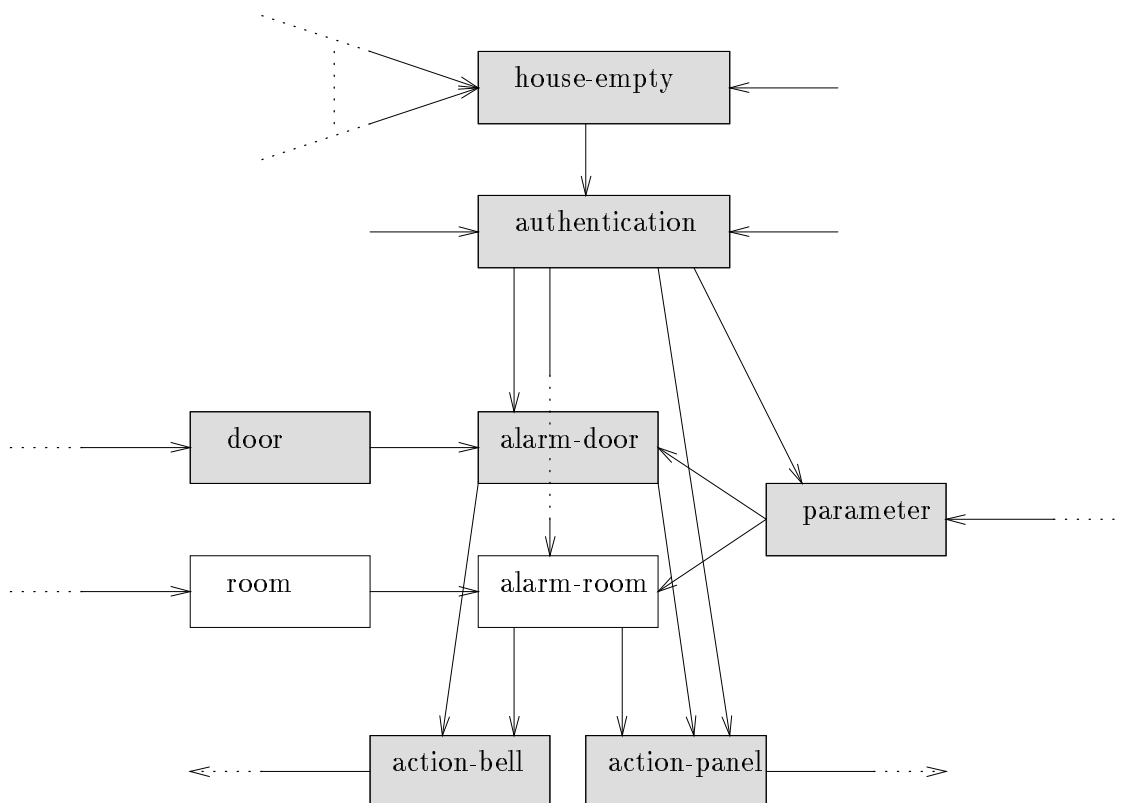 house-empty
authentication
door
alarm-door
parameter
room
alarm-room
action-bell
action-panel